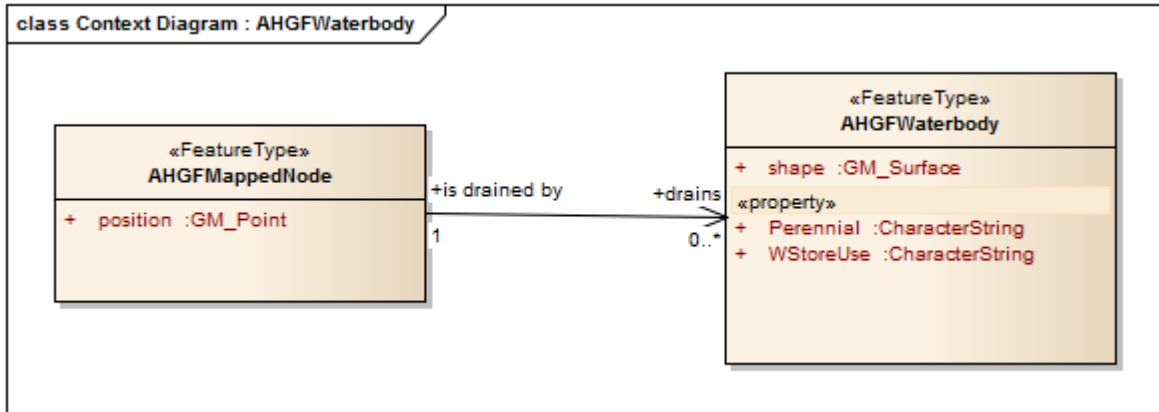 class Context Diagram : AHGFWaterbody
«FeatureType»
AHGFMappedNode
+ position :GM_Point
+is drained by
1
+drains
0..*
«FeatureType»
AHGFWaterbody
+ shape :GM_Surface
«property»
+ Perennial :CharacterString
+ WStoreUse :CharacterString